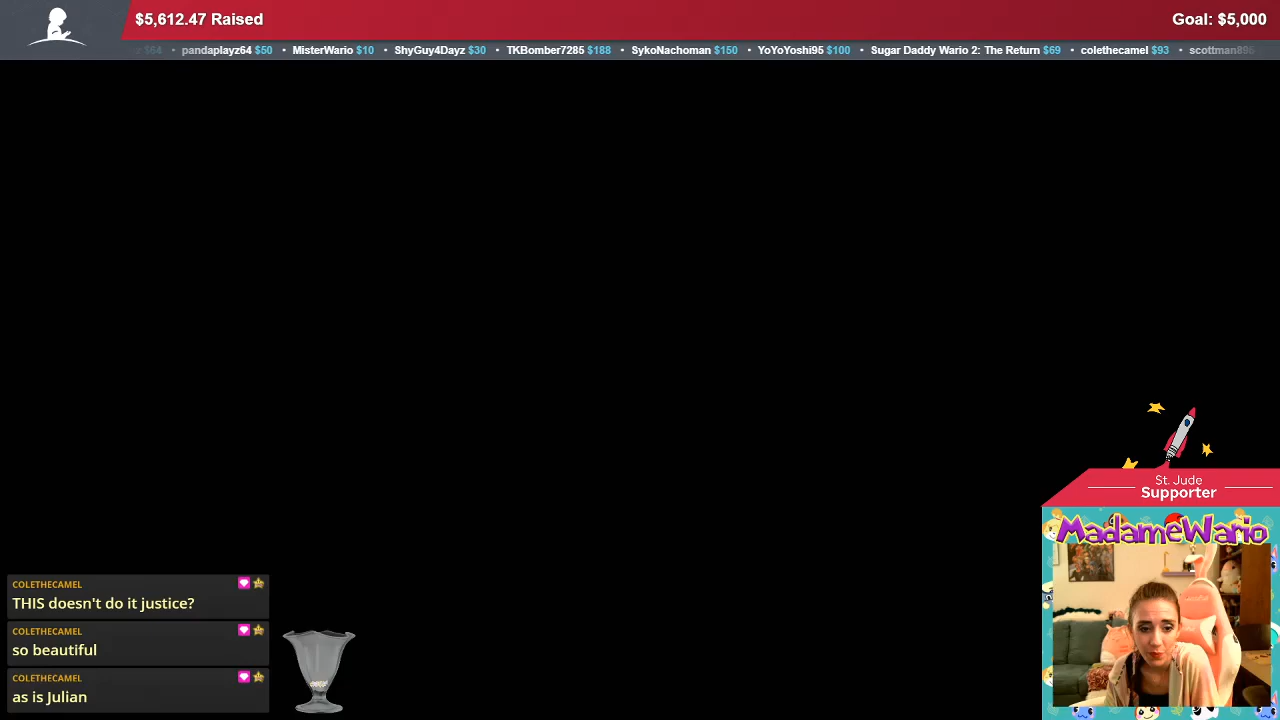 $5,612.47 Raised
Goal: $5,000
$64 • pandaplayz64 $50 • MisterWario $10 • ShyGuy4Dayz $30 • TKBomber7285 $188 • SykoNachoman $150 • YoYoYoshi95 $100 • Sugar Daddy Wario 2: The Return $69 • colethecamel $93 •
St. Jude
Supporter
MadameWario
COLETHECAMEL
THIS doesn't do it justice?
COLETHECAMEL
so beautiful
COLETHECAMEL
as is Julian